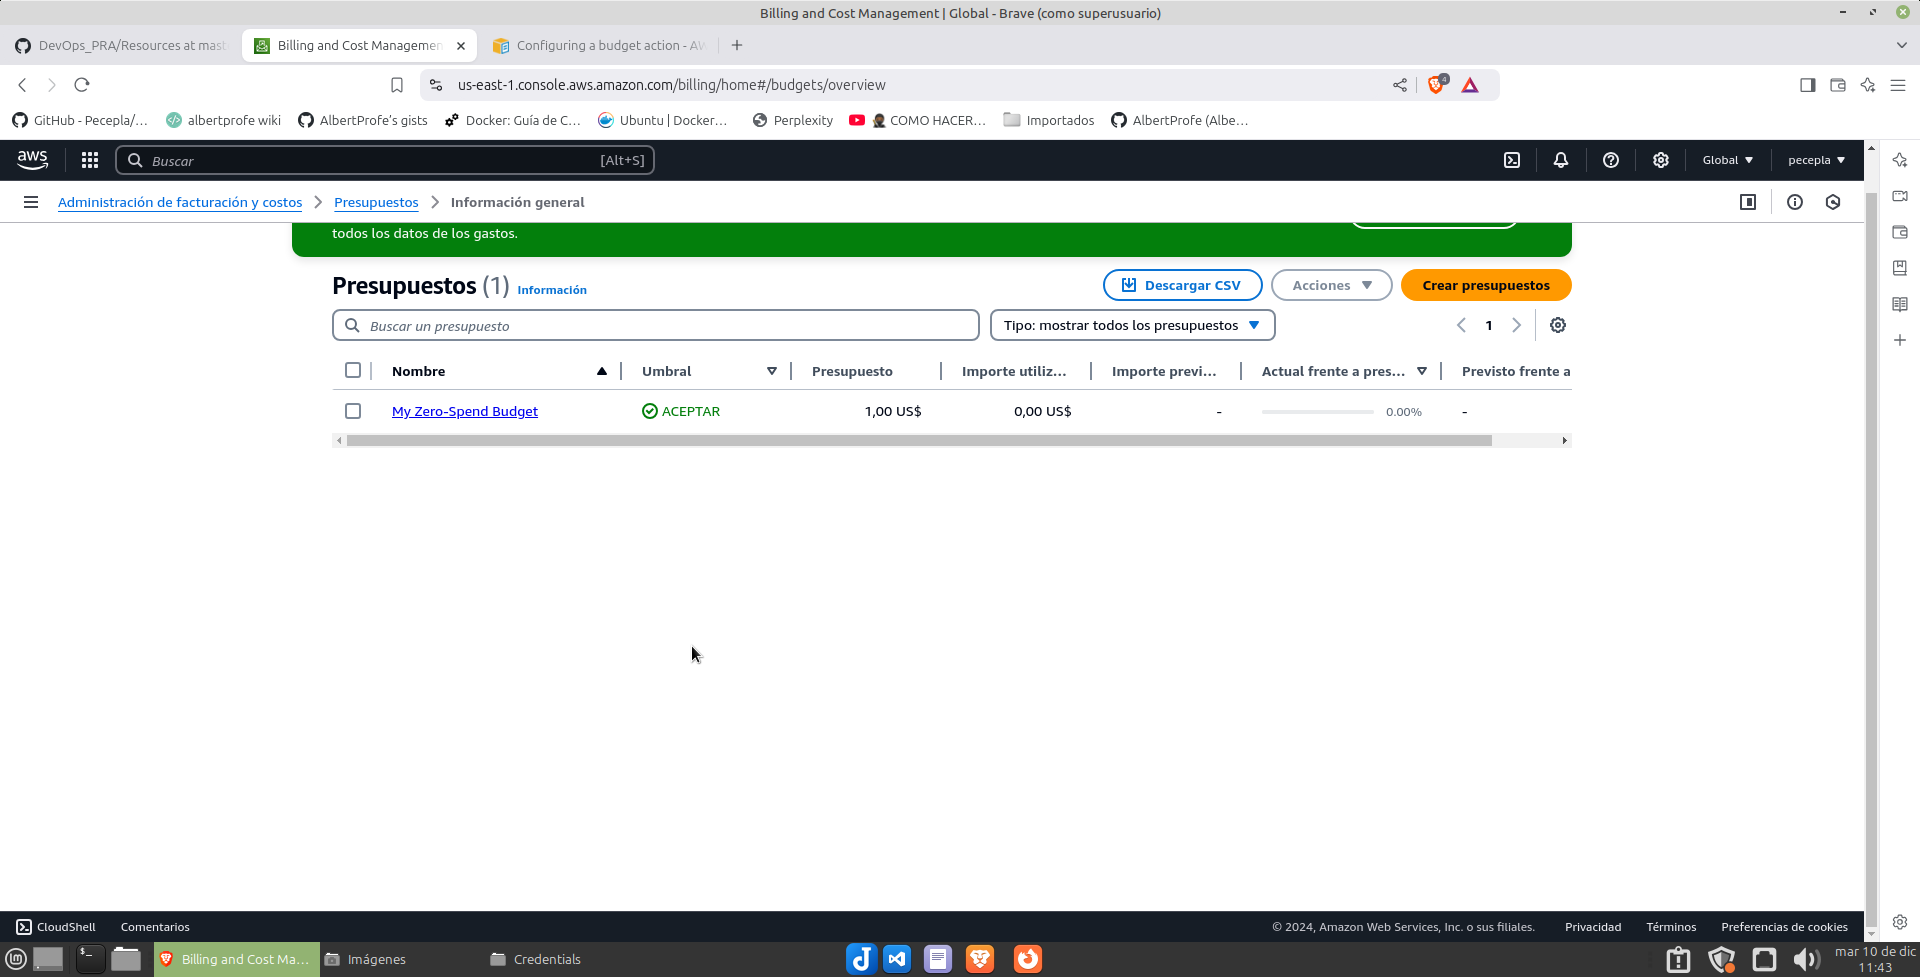 Billing and Cost Management | Global - Brave (como superusuario)
DevOps_PRA/Resources at mast
Billing and Cost Managemen
Configuring a budget action - AW
us-east-1.console.aws.amazon.com/billing/home#/budgets/overview
4
GitHub - Pecepla/...
albertprofe wiki
AlbertProfe's gists
Docker: Guía de C...
Ubuntu | Docker...
Perplexity
COMO HACER...
Importados
AlbertProfe (Albe...
aws
Buscar
[Alt+S]
Global
pecepla
Administración de facturación y costos
Presupuestos
Información general
todos los datos de los gastos.
Presupuestos (1)
Información
Descargar CSV
Acciones
Crear presupuestos
Buscar un presupuesto
Tipo: mostrar todos los presupuestos
1
Nombre
Umbral
Presupuesto
Importe utiliz...
Importe previ...
Actual frente a pres...
Previsto frente a
My Zero-Spend Budget
ACEPTAR
1,00 US$
0,00 US$
-
0.00%
-
CloudShell
Comentarios
© 2024, Amazon Web Services, Inc. o sus filiales.
Privacidad
Términos
Preferencias de cookies
Billing and Cost Ma...
Imágenes
Credentials
mar 10 de dic
11:43